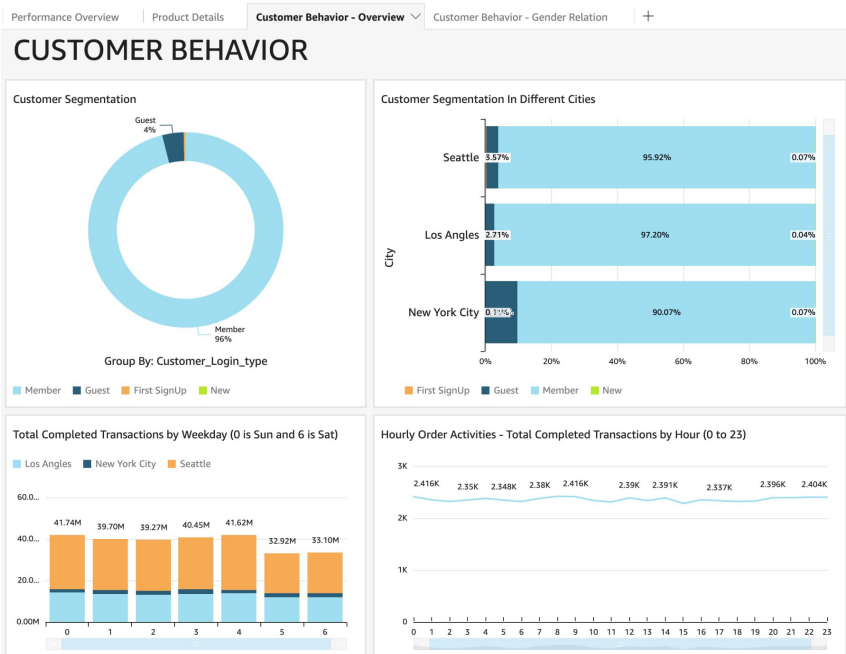 Performance Overview
Product Details
Customer Behavior - Overview
Customer Behavior - Gender Relation
CUSTOMER BEHAVIOR
Customer Segmentation
Guest
4%
Member
96%
Group By: Customer_Login_type
Member Guest First SignUp New
Customer Segmentation In Different Cities
City
Seattle 3.57% 95.92% 0.07%
Los Angles 2.71% 97.20% 0.04%
New York City 90.07% 0.07%
0% 20% 40% 60% 80% 100%
First SignUp Guest Member New
Total Completed Transactions by Weekday (0 is Sun and 6 is Sat)
Los Angles New York City Seattle
60.0...
41.74M 39.70M 39.27M 40.45M 41.62M 32.92M 33.10M
40.0...
20.0...
0.00M
0 1 2 3 4 5 6
Hourly Order Activities - Total Completed Transactions by Hour (0 to 23)
3K
2.416K 2.35K 2.348K 2.38K 2.416K 2.39K 2.391K 2.337K 2.396K 2.404K
2K
1K
0
0 1 2 3 4 5 6 7 8 9 10 11 12 13 14 15 16 17 18 19 20 21 22 23